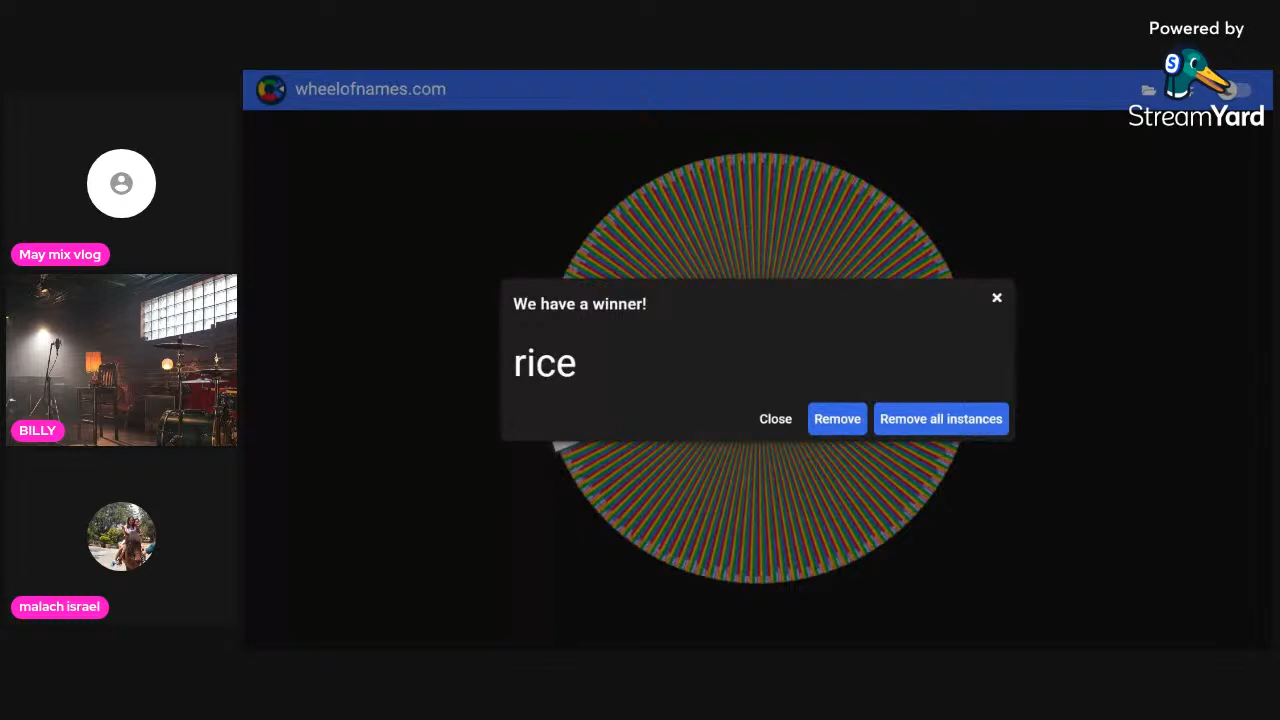 Powered by
StreamYard
wheelofnames.com
We have a winner!
rice
Close
Remove
Remove all instances
May mix vlog
BILLY
malach israel